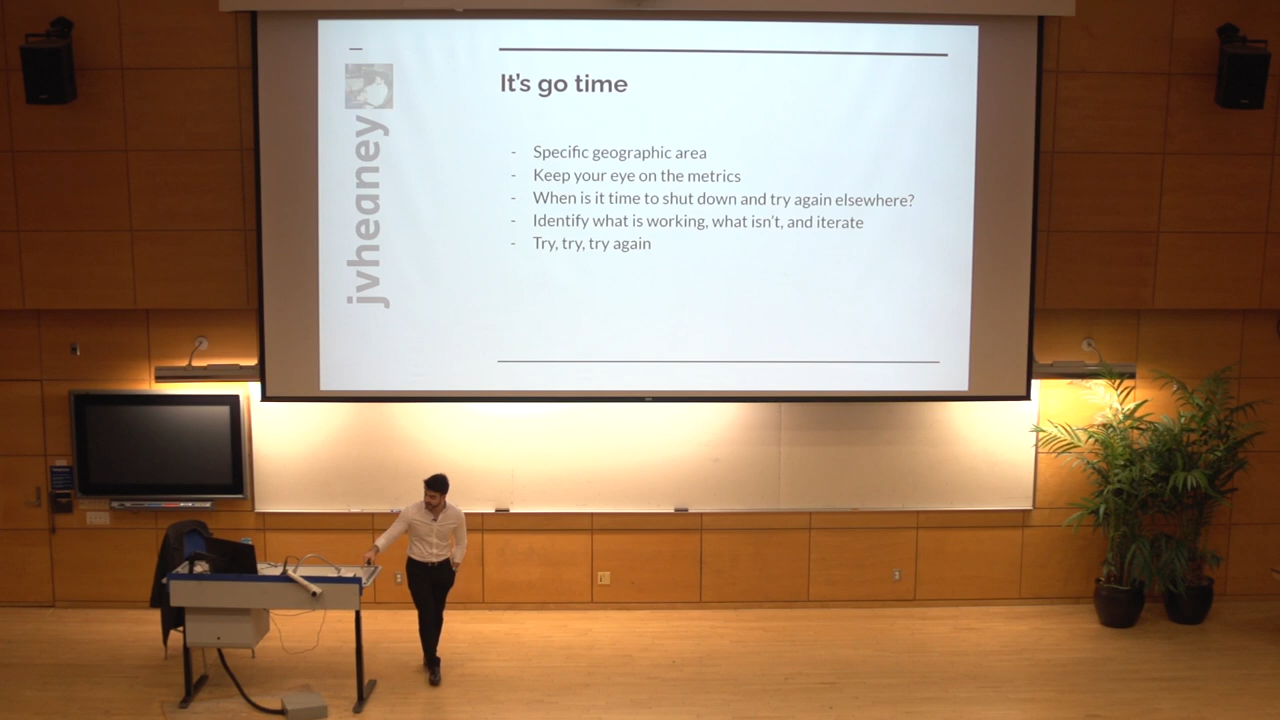 jvheaney
It's go time
- Specific geographic area
- Keep your eye on the metrics
- When is it time to shut down and try again elsewhere?
- Identify what is working, what isn't, and iterate
- Try, try, try again